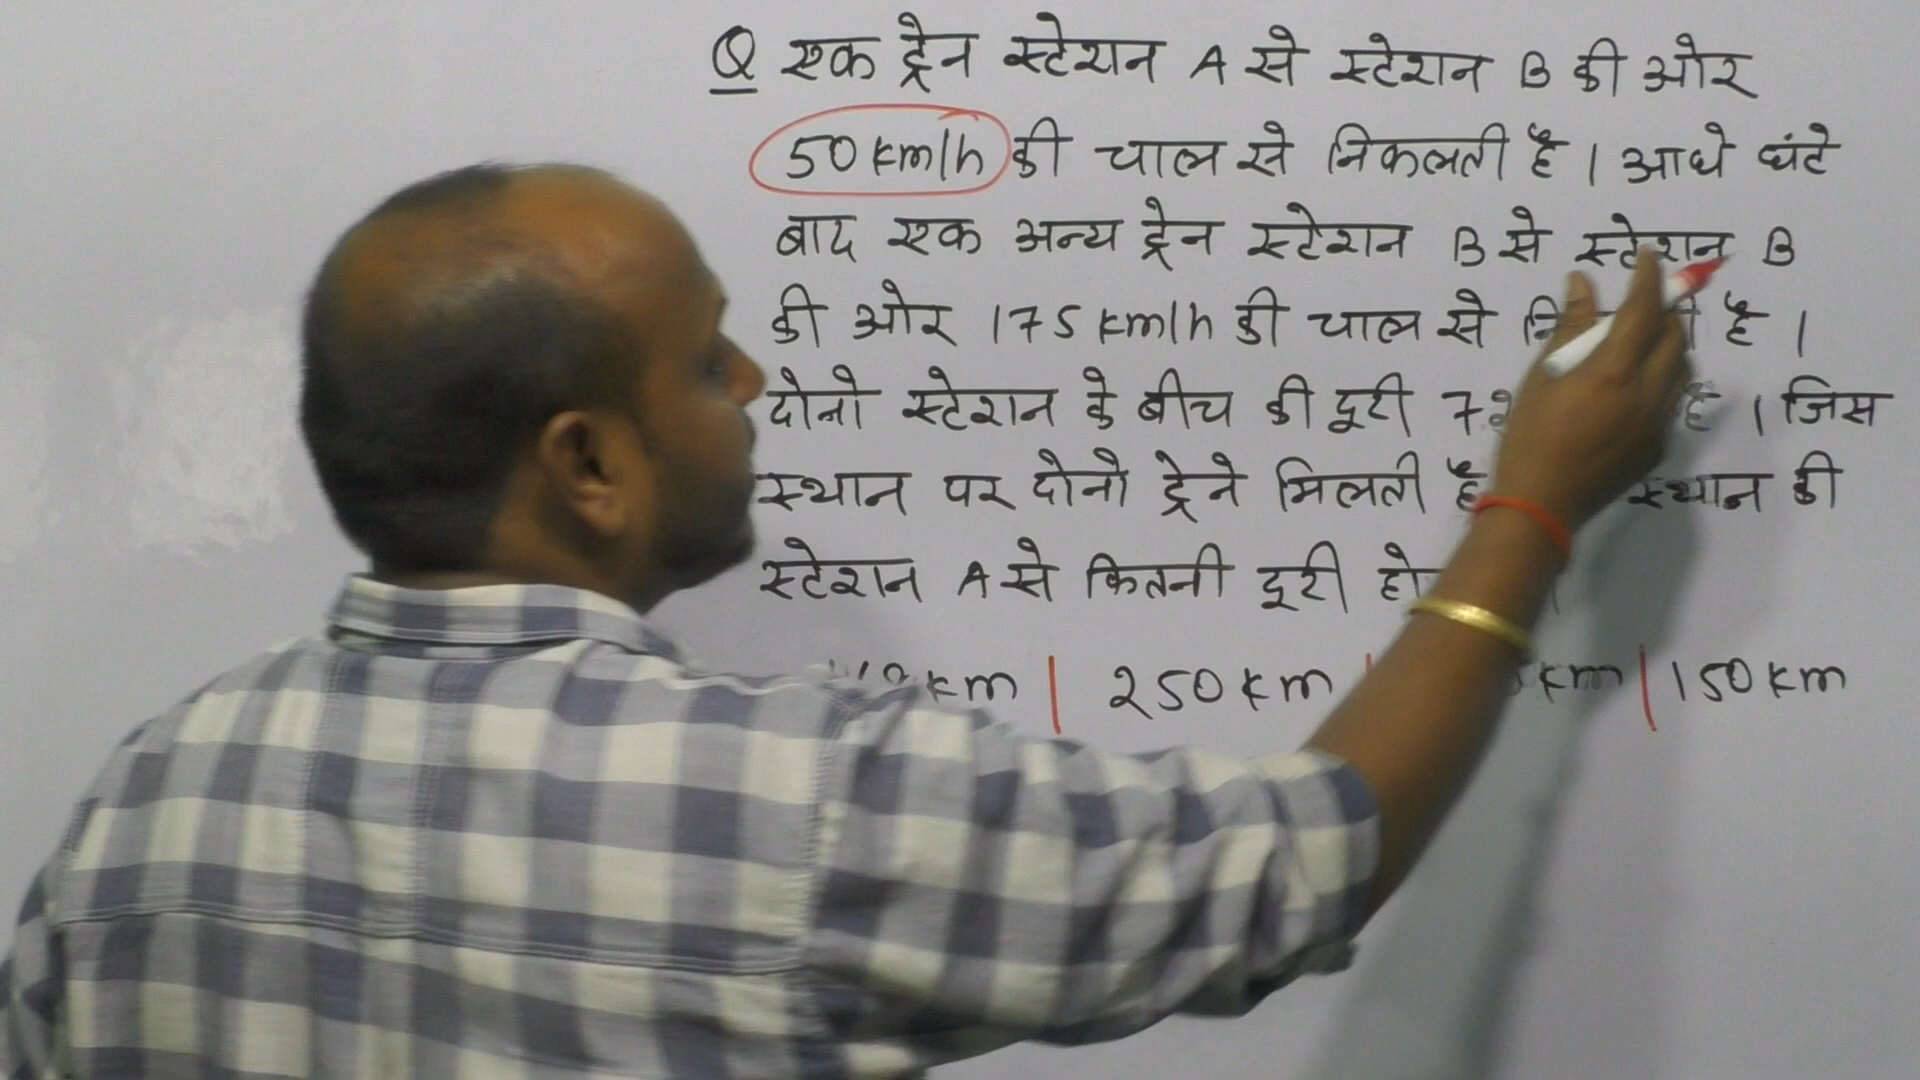 Q एक ट्रेन स्टेशन A से स्टेशन B की ओर
50 km/h की चाल से निकलती है। आधे घंटे
बाद एक अन्य ट्रेन स्टेशन B से स्टेशन B
की ओर 175 km/h की चाल से है।
दोनो स्टेशन के बीच की दूरी है। जिस
स्थान पर दोनो ट्रेने मिलती है स्थान की
स्टेशन A से कितनी दूरी
km | 250 km | km | 150 km